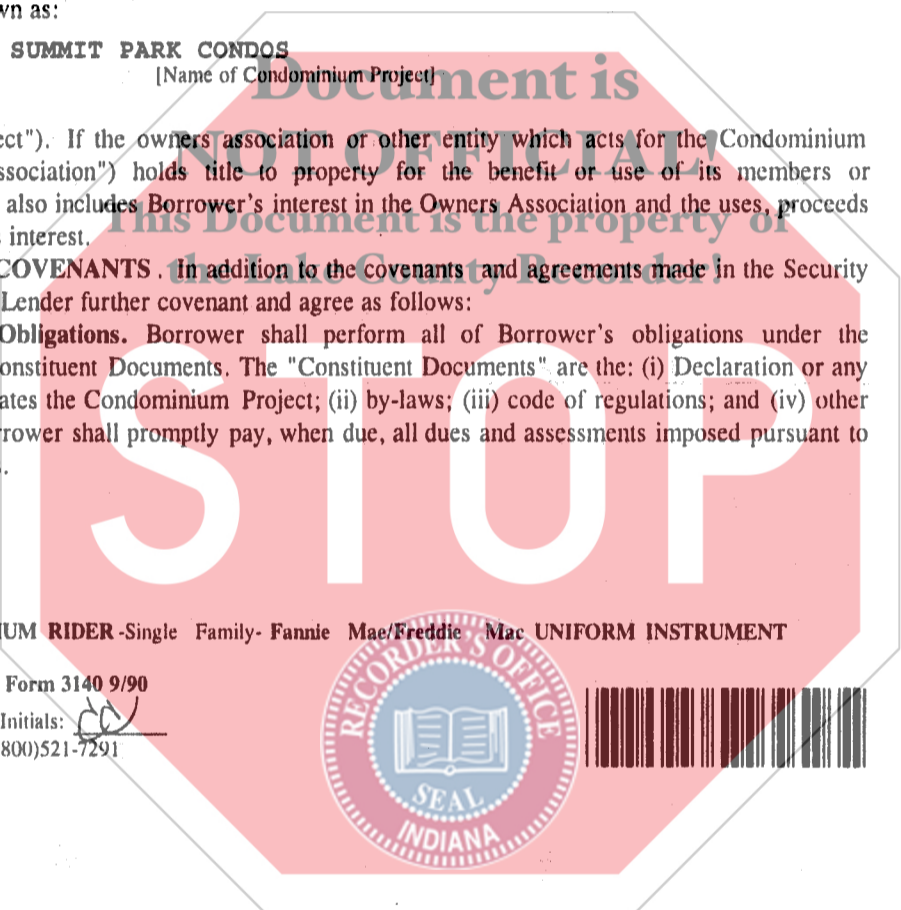 wn as:
SUMMIT PARK CONDOS
[Name of Condominium Project]
Document is
ect"). If the owners association or other entity which acts for the Condominium
NOT OFFICIAL!
ssociation") holds title to property for the benefit or use of its members or
also includes Borrower's interest in the Owners Association and the uses, proceeds
This Document is the property of
s interest.
the Lake County Recorder!
COVENANTS . In addition to the covenants and agreements made in the Security
Lender further covenant and agree as follows:
Obligations. Borrower shall perform all of Borrower's obligations under the
onstituent Documents. The "Constituent Documents" are the: (i) Declaration or any
ates the Condominium Project; (ii) by-laws; (iii) code of regulations; and (iv) other
rrower shall promptly pay, when due, all dues and assessments imposed pursuant to
STOP
IUM RIDER -Single Family- Fannie Mae/Freddie Mac UNIFORM INSTRUMENT
RECORDER'S OFFICE
Form 3140 9/90
Initials: CC
800)521-7291
SEAL
INDIANA